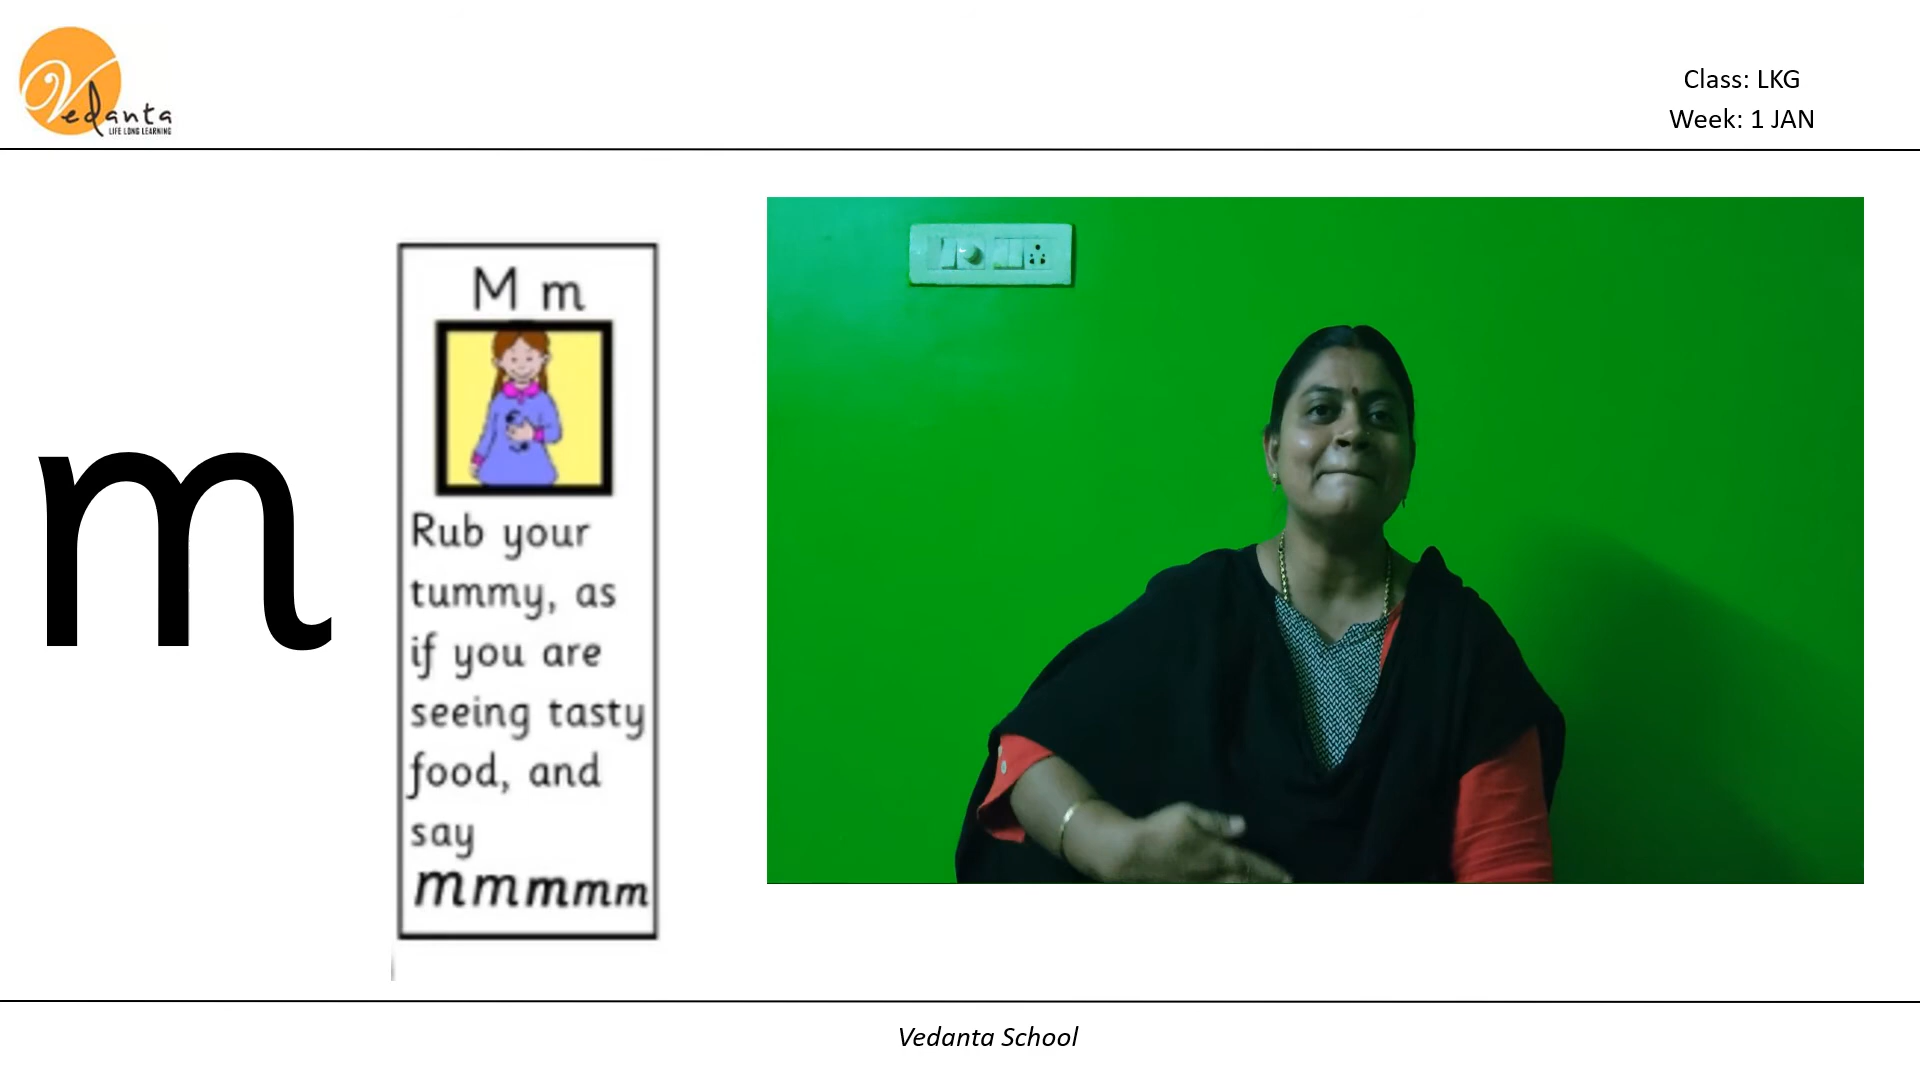 Vedanta
LIFE LONG LEARNING
Class: LKG
Week: 1 JAN
m
M m
Rub your
tummy, as
if you are
seeing tasty
food, and
say
mmmmm
Vedanta School